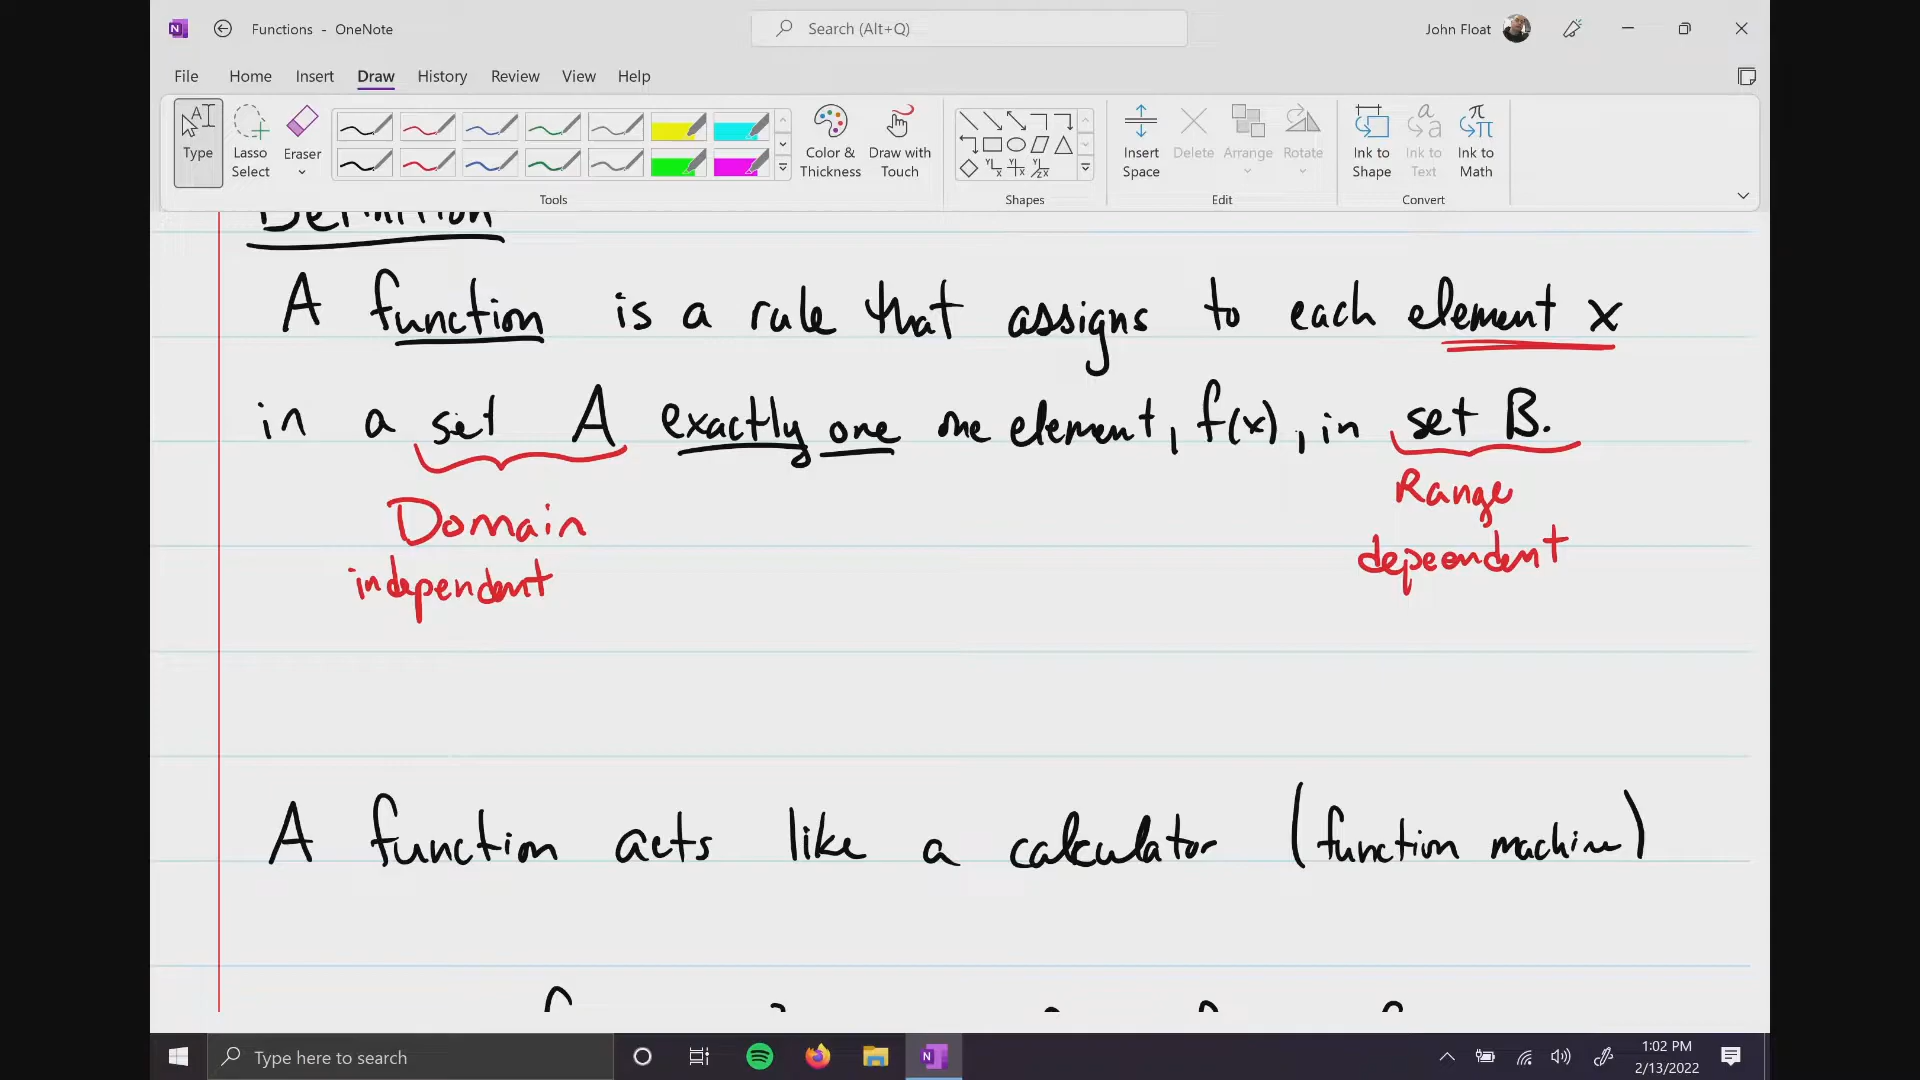 Functions - OneNote
Search (Alt+Q)
John Float
File Home Insert Draw History Review View Help
Type
Lasso Select
Eraser
Color & Thickness
Draw with Touch
Insert Space
Delete
Arrange
Rotate
Ink to Shape
Ink to Text
Ink to Math
Tools Shapes Edit Convert
Definition
A function is a rule that assigns to each element x
in a set A exactly one one element, f(x), in set B.
Domain
independent
Range
depeendent
A function acts like a calculator (function machine)
Type here to search
1:02 PM
2/13/2022